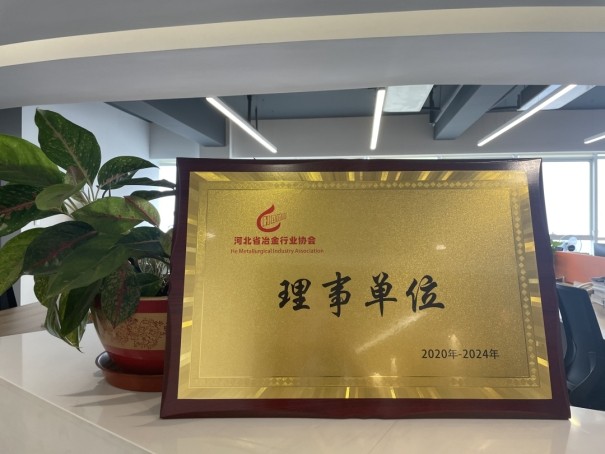 河北省冶金行业协会
He Metallurgical Industry Association
理事单位
2020年-2024年